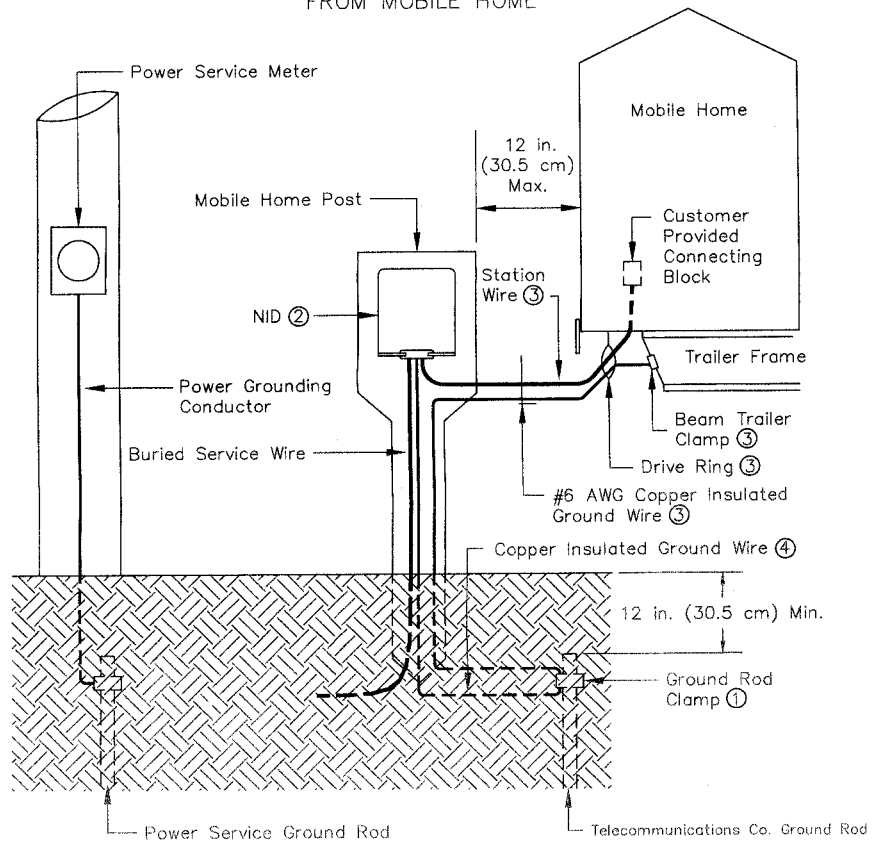 FROM MOBILE HOME
Power Service Meter
Mobile Home
12 in.
(30.5 cm)
Max.
Mobile Home Post
Customer
Provided
Connecting
Block
Station
Wire ③
NID ②
Trailer Frame
Power Grounding
Conductor
Beam Trailer
Clamp ③
Buried Service Wire
Drive Ring ③
#6 AWG Copper Insulated
Ground Wire ③
Copper Insulated Ground Wire ④
12 in. (30.5 cm) Min.
Ground Rod
Clamp ①
Power Service Ground Rod
Telecommunications Co. Ground Rod